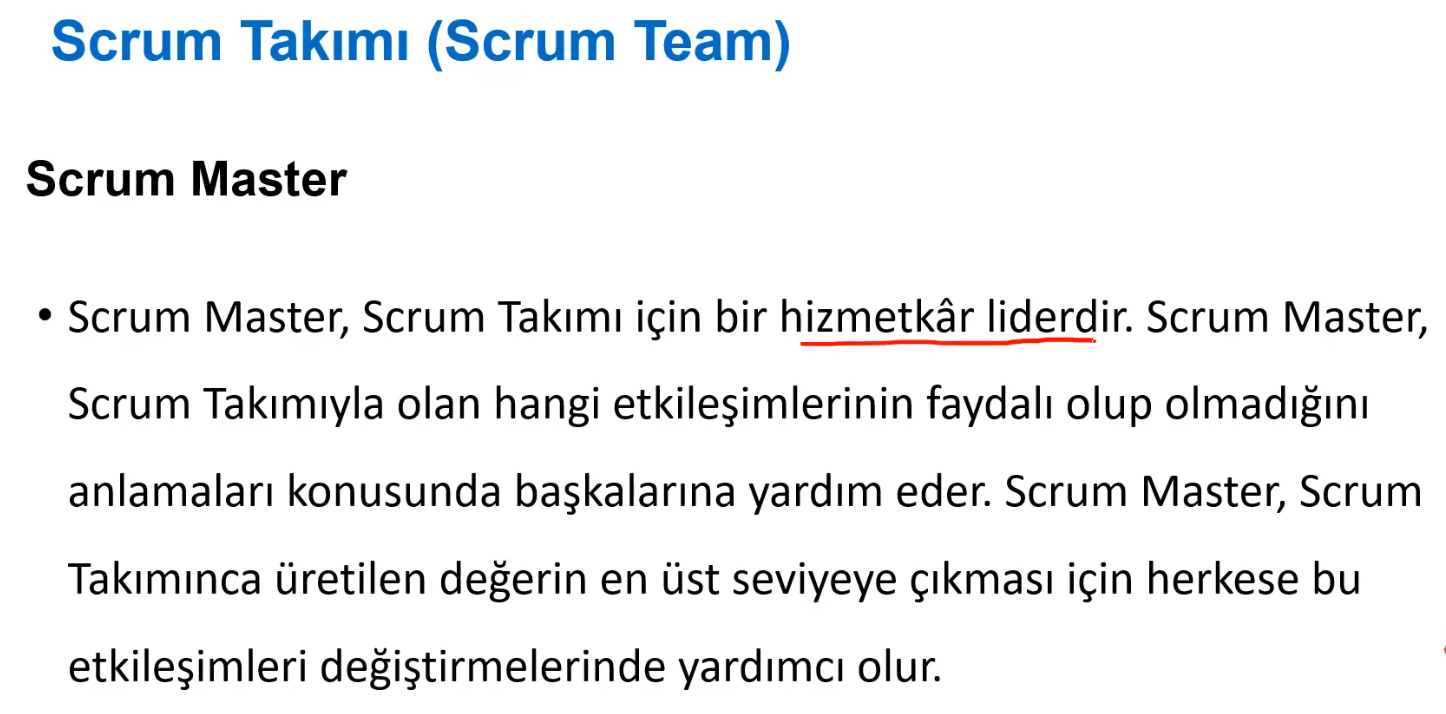 Scrum Takımı (Scrum Team)
Scrum Master
• Scrum Master, Scrum Takımı için bir hizmetkâr liderdir. Scrum Master,
Scrum Takımıyla olan hangi etkileşimlerinin faydalı olup olmadığını
anlamaları konusunda başkalarına yardım eder. Scrum Master, Scrum
Takımınca üretilen değerin en üst seviyeye çıkması için herkese bu
etkileşimleri değiştirmelerinde yardımcı olur.